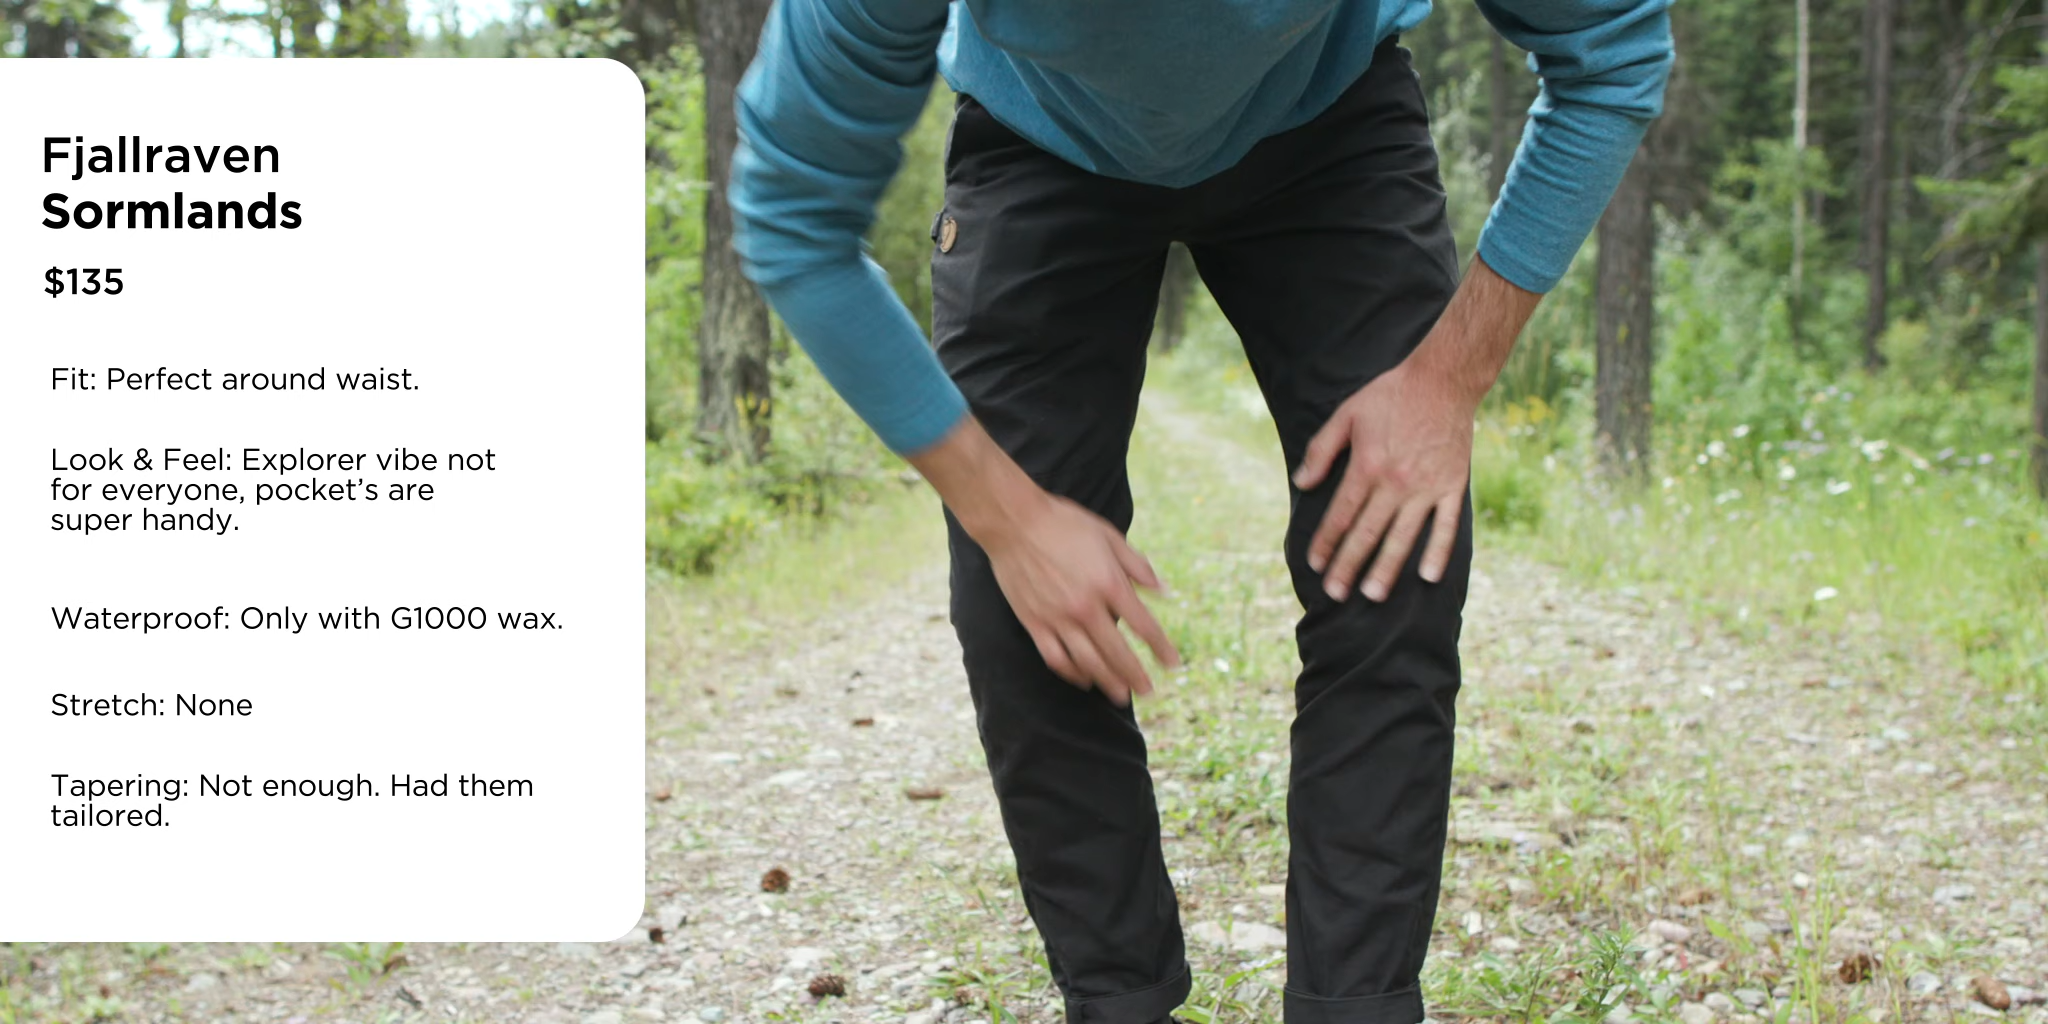 Fjallraven
Sormlands
$135
Fit: Perfect around waist.
Look & Feel: Explorer vibe not
for everyone, pocket’s are
super handy.
Waterproof: Only with G1000 wax.
Stretch: None
Tapering: Not enough. Had them
tailored.